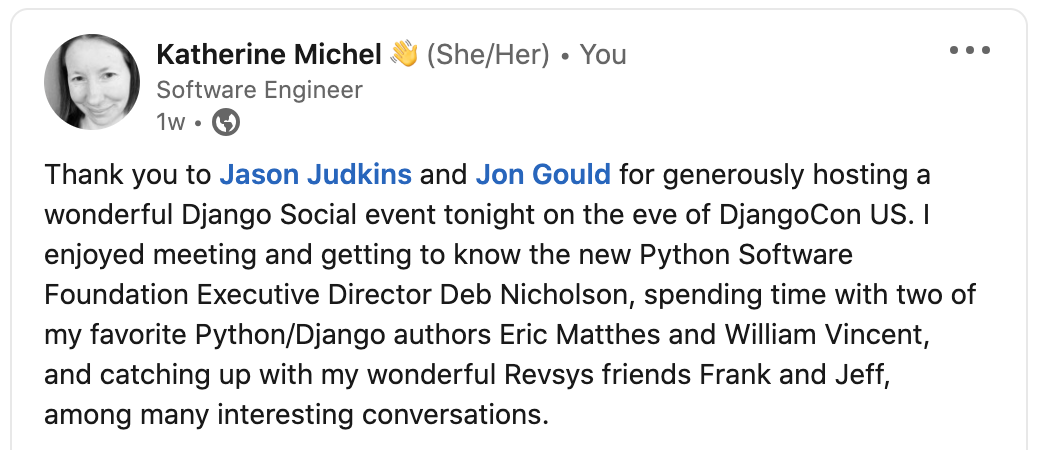 Katherine Michel 👋 (She/Her) • You
Software Engineer
1w •
Thank you to Jason Judkins and Jon Gould for generously hosting a
wonderful Django Social event tonight on the eve of DjangoCon US. I
enjoyed meeting and getting to know the new Python Software
Foundation Executive Director Deb Nicholson, spending time with two of
my favorite Python/Django authors Eric Matthes and William Vincent,
and catching up with my wonderful Revsys friends Frank and Jeff,
among many interesting conversations.